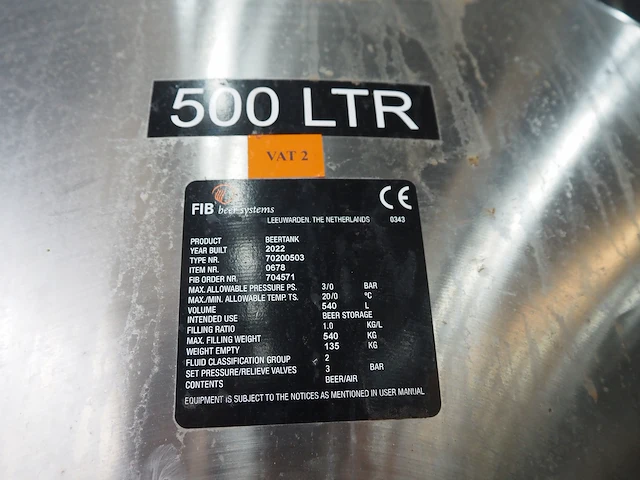 500 LTR
VAT 2
FIB beer systems CE
LEEUWARDEN, THE NETHERLANDS 0343
PRODUCT BEERTANK
YEAR BUILT 2022
TYPE NR. 70200503
ITEM NR. 0678
FIB ORDER NR. 704571
MAX. ALLOWABLE PRESSURE PS. 3/0 BAR
MAX./MIN. ALLOWABLE TEMP. TS. 20/0 °C
VOLUME 540 L
INTENDED USE BEER STORAGE
FILLING RATIO 1.0 KG/L
MAX. FILLING WEIGHT 540 KG
WEIGHT EMPTY 135 KG
FLUID CLASSIFICATION GROUP 2
SET PRESSURE/RELIEVE VALVES 3 BAR
CONTENTS BEER/AIR
EQUIPMENT IS SUBJECT TO THE NOTICES AS MENTIONED IN USER MANUAL